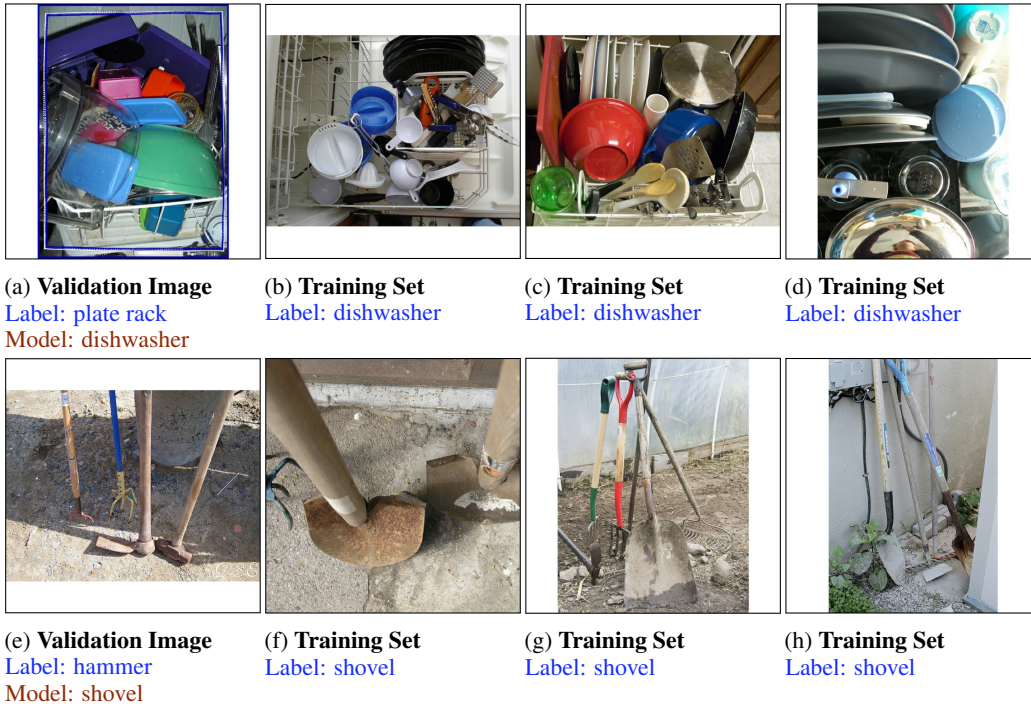 (a) Validation Image
Label: plate rack
Model: dishwasher
(b) Training Set
Label: dishwasher
(c) Training Set
Label: dishwasher
(d) Training Set
Label: dishwasher
(e) Validation Image
Label: hammer
Model: shovel
(f) Training Set
Label: shovel
(g) Training Set
Label: shovel
(h) Training Set
Label: shovel